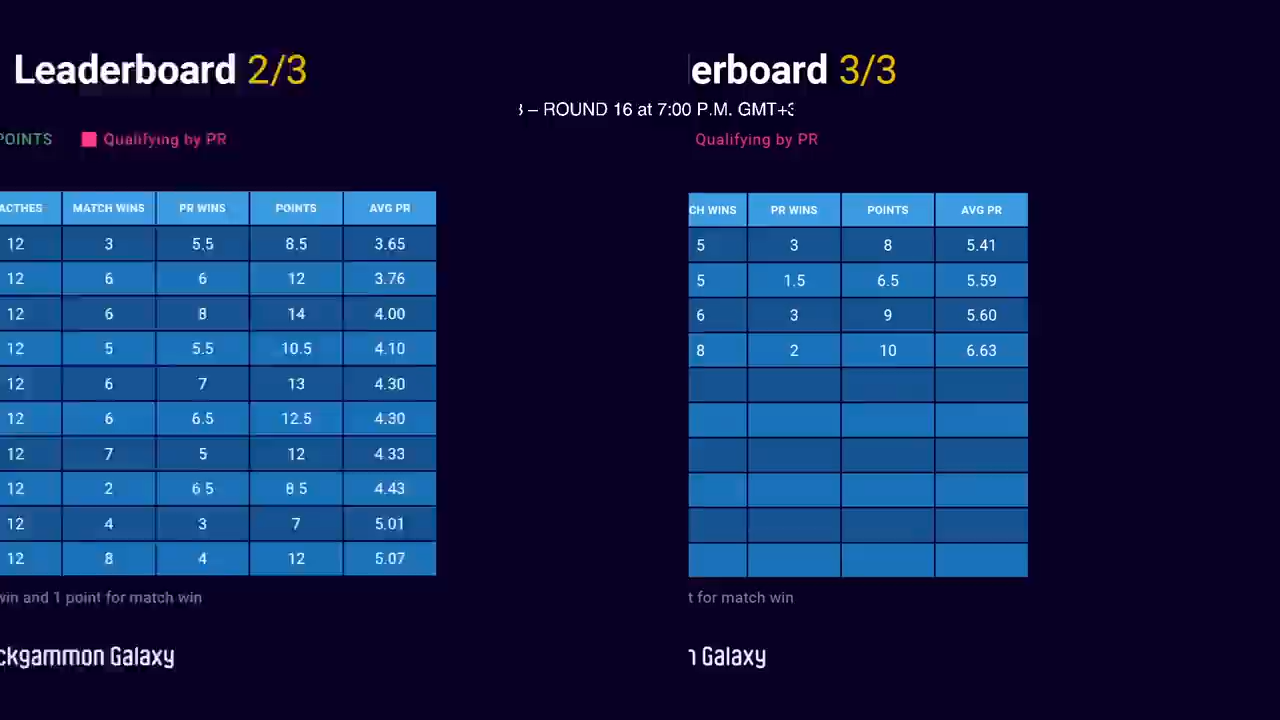 Leaderboard 2/3
POINTS Qualifying by PR
ACTHES MATCH WINS PR WINS POINTS AVG PR
12 3 5.5 8.5 3.65
12 6 6 12 3.76
12 6 8 14 4.00
12 5 5.5 10.5 4.10
12 6 7 13 4.30
12 6 6.5 12.5 4.30
12 7 5 12 4.33
12 2 6 5 8 5 4.43
12 4 3 7 5.01
12 8 4 12 5.07
win and 1 point for match win
ckgammon Galaxy
– ROUND 16 at 7:00 P.M. GMT+3
erboard 3/3
Qualifying by PR
CH WINS PR WINS POINTS AVG PR
5 3 8 5.41
5 1.5 6.5 5.59
6 3 9 5.60
8 2 10 6.63
t for match win
n Galaxy